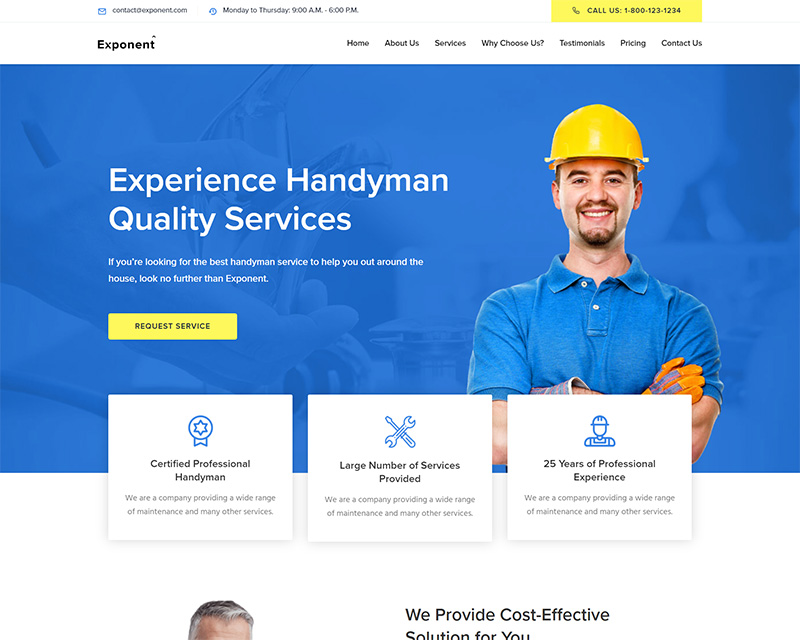 contact@exponent.com
Monday to Thursday: 9:00 A.M. - 6:00 P.M.
CALL US: 1-800-123-1234
Exponent
Home About Us Services Why Choose Us? Testimonials Pricing Contact Us
Experience Handyman
Quality Services
If you're looking for the best handyman service to help you out around the
house, look no further than Exponent.
REQUEST SERVICE
Certified Professional
Handyman
We are a company providing a wide range
of maintenance and many other services.
Large Number of Services
Provided
We are a company providing a wide range
of maintenance and many other services.
25 Years of Professional
Experience
We are a company providing a wide range
of maintenance and many other services.
We Provide Cost-Effective
Solution for You